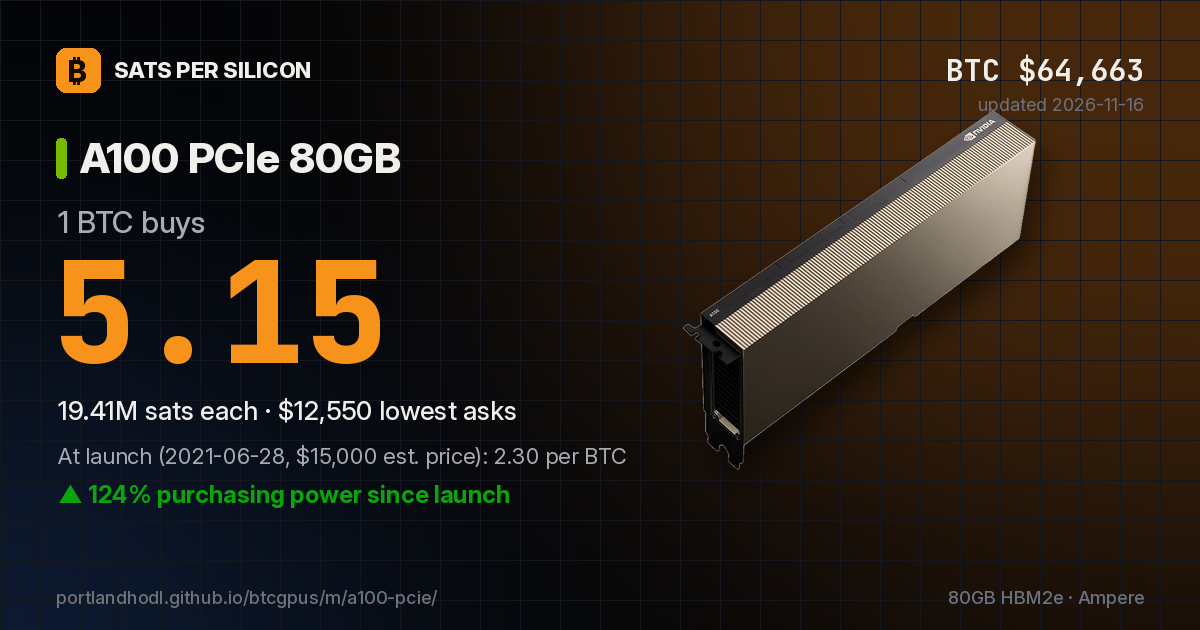 SATS PER SILICON
BTC $64,663
updated 2026-11-16
A100 PCIe 80GB
1 BTC buys
5.15
19.41M sats each · $12,550 lowest asks
At launch (2021-06-28, $15,000 est. price): 2.30 per BTC
▲ 124% purchasing power since launch
NVIDIA
A100
portlandhodl.github.io/btcgpus/m/a100-pcie/
80GB HBM2e · Ampere